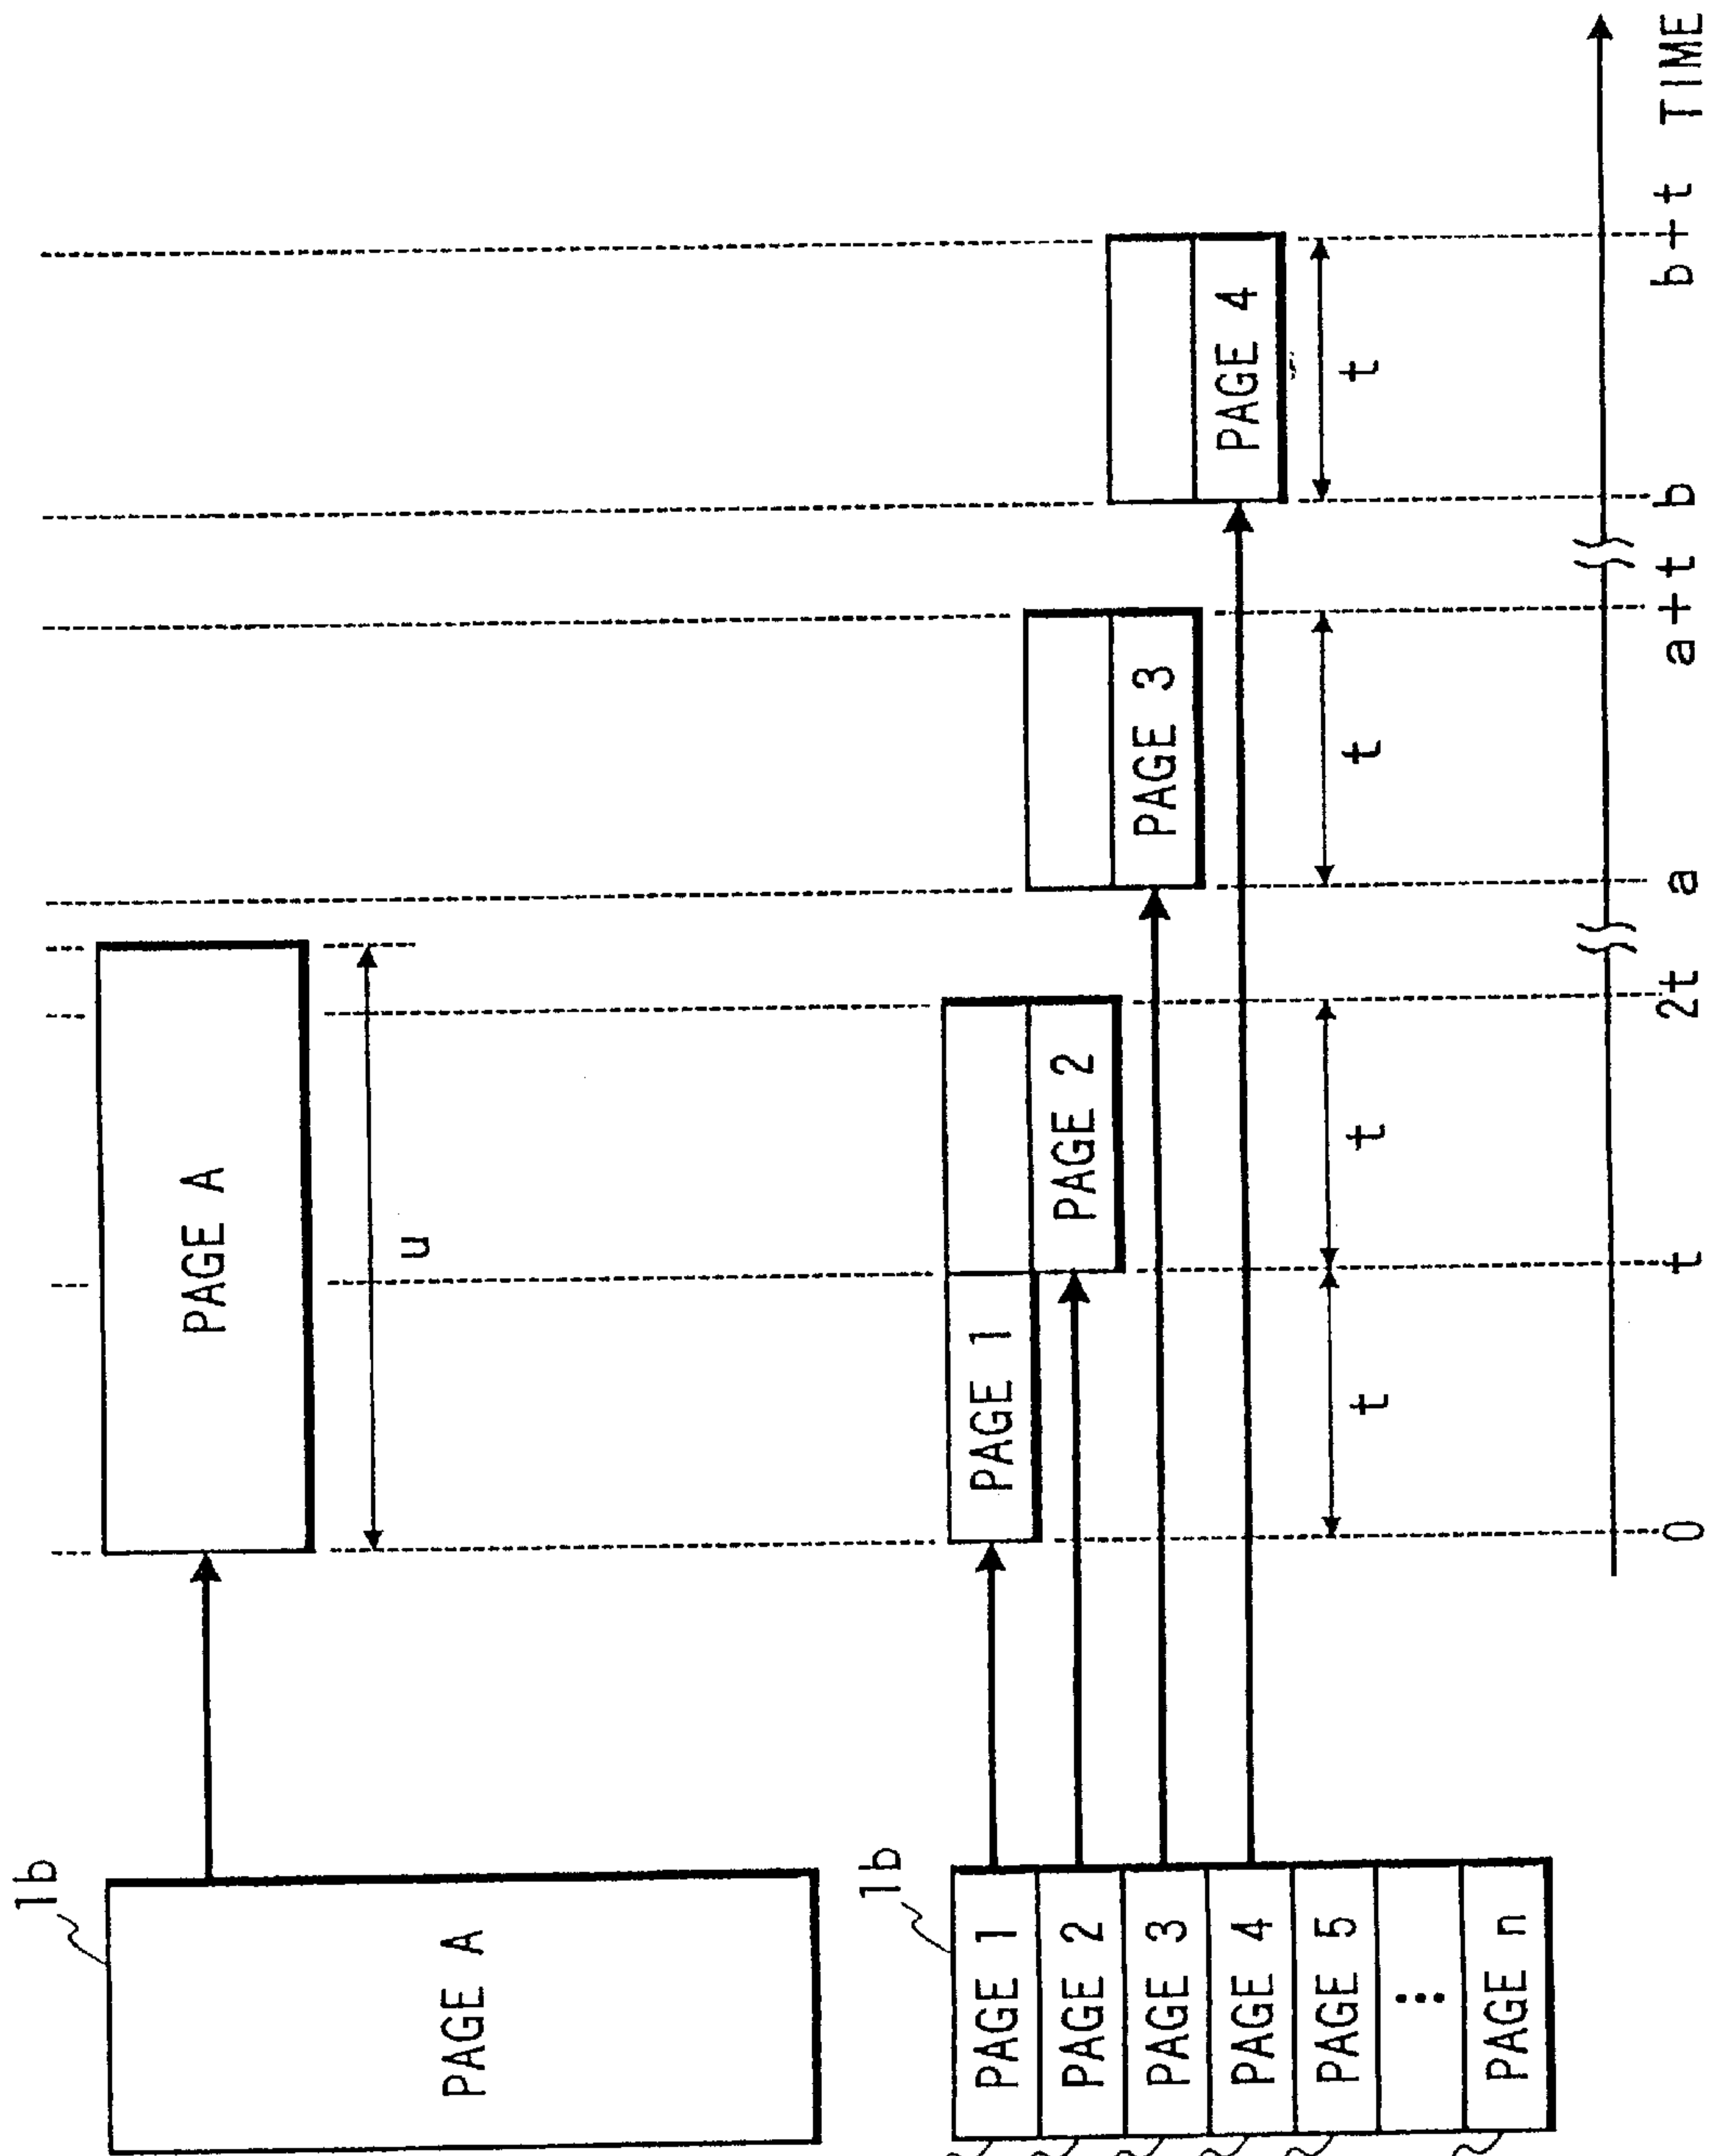 1b
PAGE A
PAGE A
u
1b
PAGE 1
PAGE 2
PAGE 3
PAGE 4
PAGE 5
⋮
PAGE n
PAGE 1
PAGE 2
PAGE 3
PAGE 4
t
t
t
t
0
t
2t
a
a+t
b
b+t
TIME